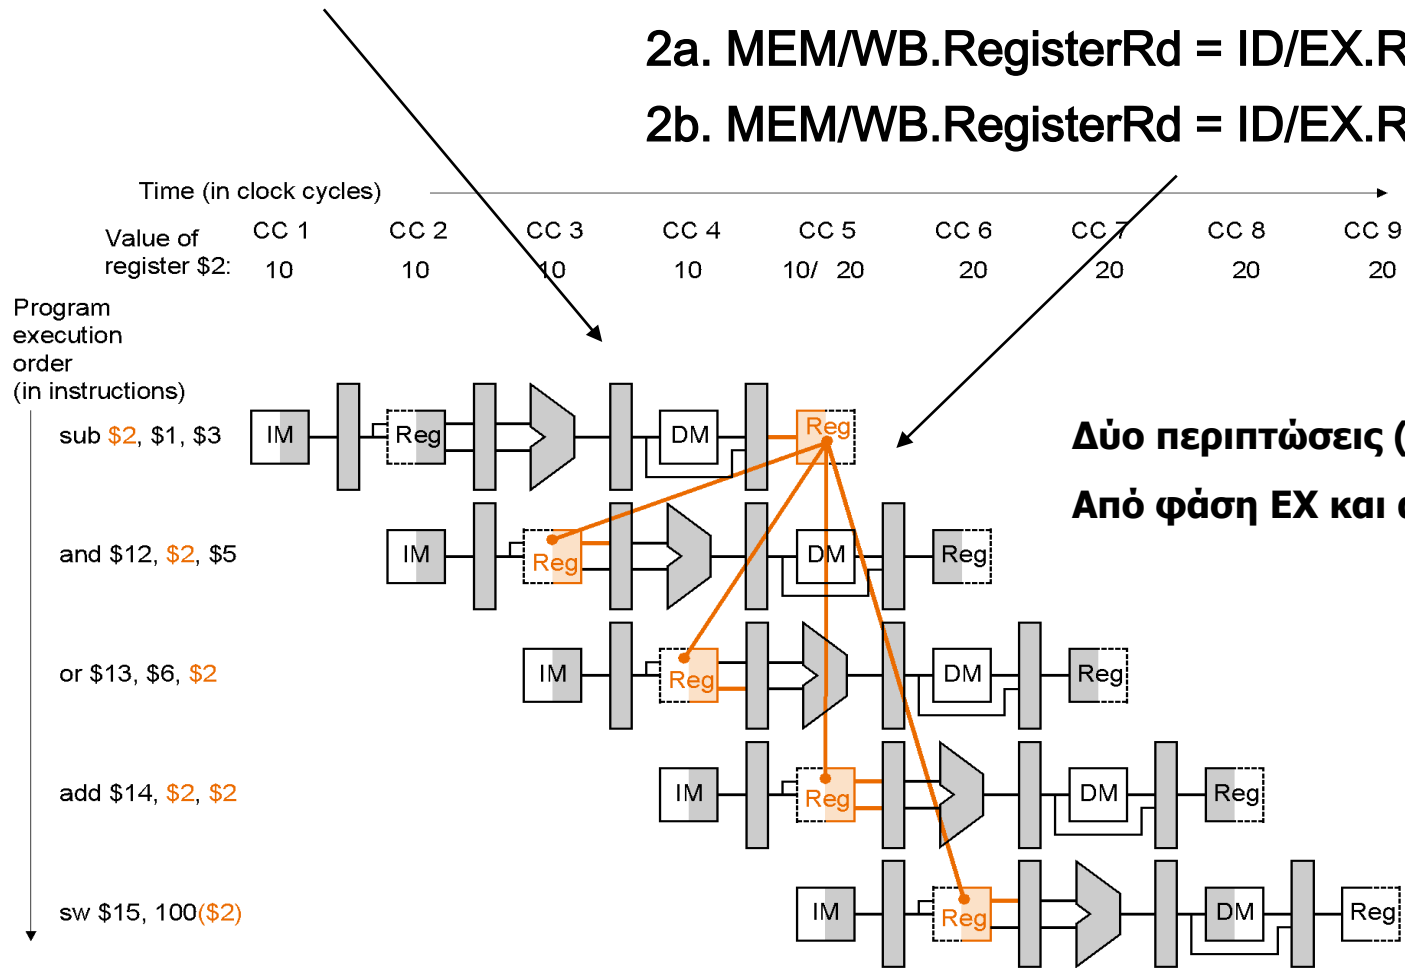 2a. MEM/WB.RegisterRd = ID/EX.R
2b. MEM/WB.RegisterRd = ID/EX.R
Time (in clock cycles)
CC 1 CC 2 CC 3 CC 4 CC 5 CC 6 CC 7 CC 8 CC 9
Value of
register $2:
10 10 10 10 10/ 20 20 20 20 20
Program
execution
order
(in instructions)
sub $2, $1, $3
IM Reg DM Reg
Δύο περιπτώσεις (
Από φάση EX και
and $12, $2, $5
IM Reg DM Reg
or $13, $6, $2
IM Reg DM Reg
add $14, $2, $2
IM Reg DM Reg
sw $15, 100($2)
IM Reg DM Reg